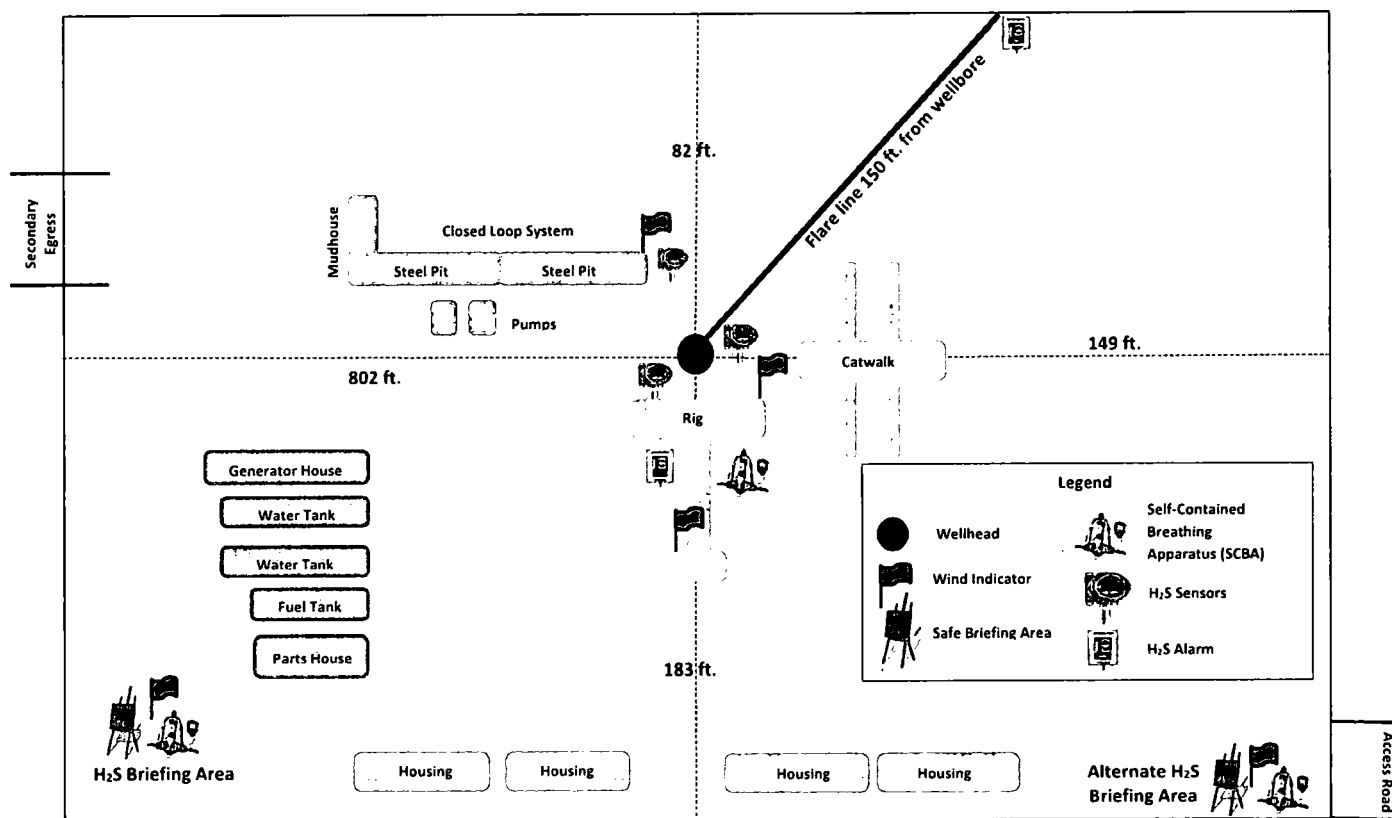 Flare line 150 ft. from wellbore
82 ft.
Secondary
Egress
Mudhouse
Closed Loop System
Steel Pit
Steel Pit
Pumps
149 ft.
802 ft.
Catwalk
Rig
Generator House
Water Tank
Water Tank
Fuel Tank
Parts House
183 ft.
Legend
Wellhead
Wind Indicator
Safe Briefing Area
Self-Contained
Breathing
Apparatus (SCBA)
H₂S Sensors
H₂S Alarm
H₂S Briefing Area
Housing
Housing
Housing
Housing
Alternate H₂S
Briefing Area
Access Road